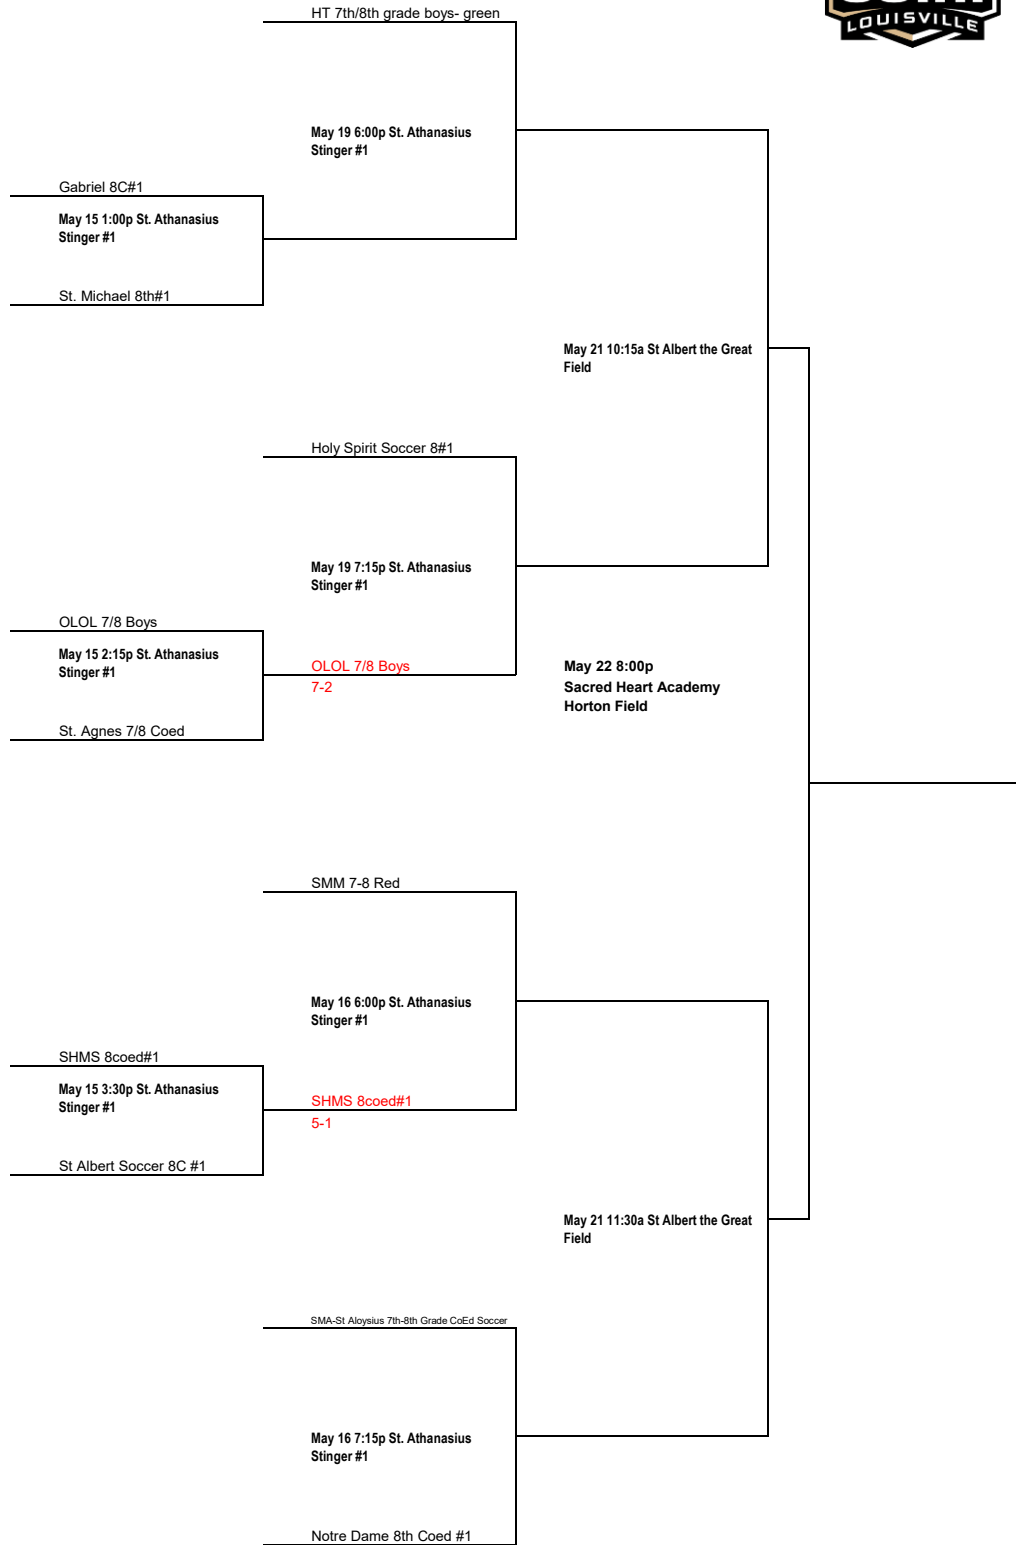 HT 7th/8th grade boys- green
LOUISVILLE
May 19 6:00p St. Athanasius
Stinger #1
Gabriel 8C#1
May 15 1:00p St. Athanasius
Stinger #1
St. Michael 8th#1
May 21 10:15a St Albert the Great
Field
Holy Spirit Soccer 8#1
May 19 7:15p St. Athanasius
Stinger #1
OLOL 7/8 Boys
May 15 2:15p St. Athanasius
Stinger #1
OLOL 7/8 Boys
7-2
May 22 8:00p
Sacred Heart Academy
Horton Field
St. Agnes 7/8 Coed
SMM 7-8 Red
May 16 6:00p St. Athanasius
Stinger #1
SHMS 8coed#1
May 15 3:30p St. Athanasius
Stinger #1
SHMS 8coed#1
5-1
St Albert Soccer 8C #1
May 21 11:30a St Albert the Great
Field
SMA-St Aloysius 7th-8th Grade CoEd Soccer
May 16 7:15p St. Athanasius
Stinger #1
Notre Dame 8th Coed #1